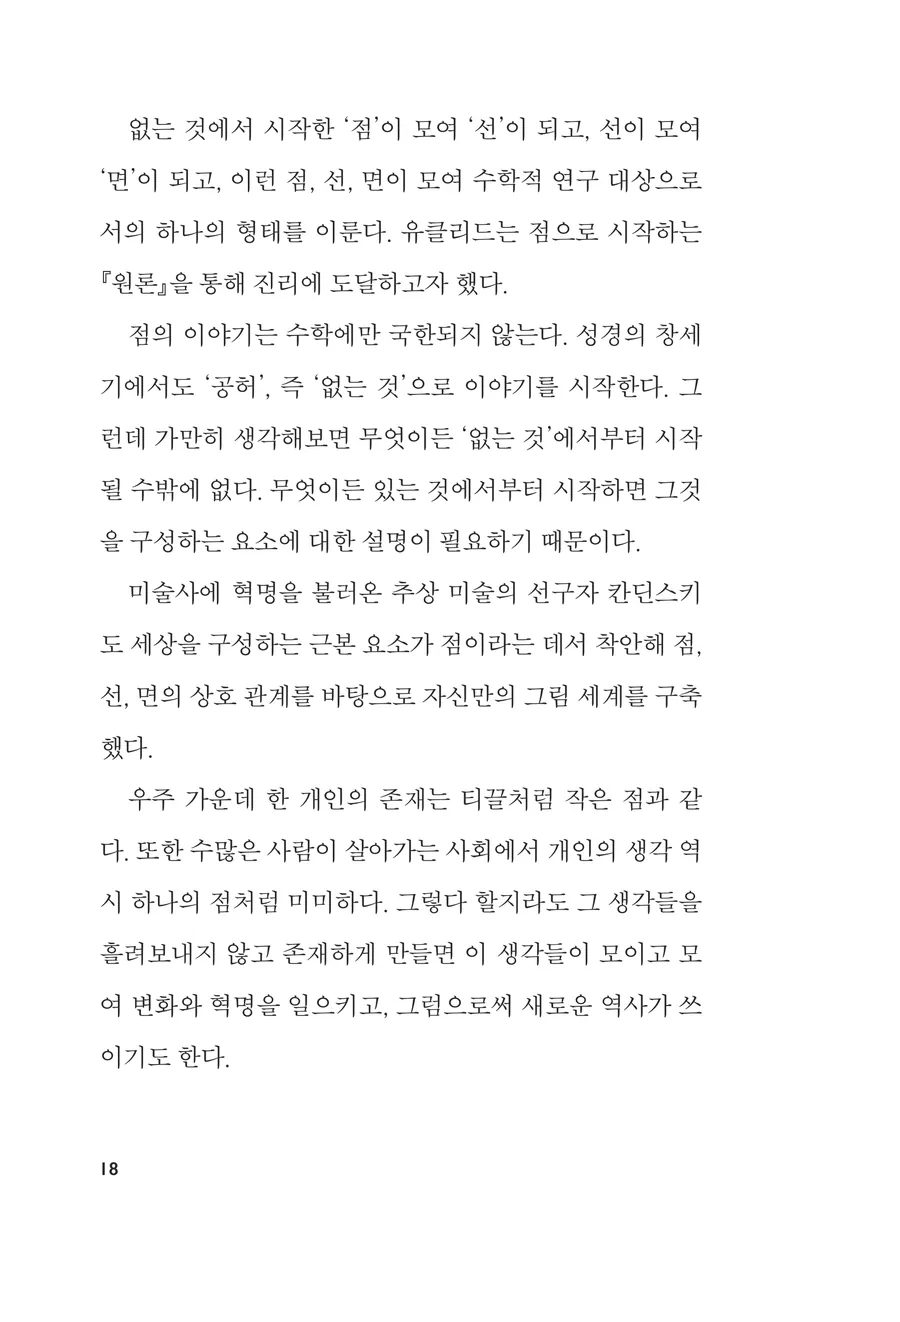 없는 것에서 시작한 ‘점’이 모여 ‘선’이 되고, 선이 모여
‘면’이 되고, 이런 점, 선, 면이 모여 수학적 연구 대상으로
서의 하나의 형태를 이룬다. 유클리드는 점으로 시작하는
『원론』을 통해 진리에 도달하고자 했다.
점의 이야기는 수학에만 국한되지 않는다. 성경의 창세
기에서도 ‘공허’, 즉 ‘없는 것’으로 이야기를 시작한다. 그
런데 가만히 생각해보면 무엇이든 ‘없는 것’에서부터 시작
될 수밖에 없다. 무엇이든 있는 것에서부터 시작하면 그것
을 구성하는 요소에 대한 설명이 필요하기 때문이다.
미술사에 혁명을 불러온 추상 미술의 선구자 칸딘스키
도 세상을 구성하는 근본 요소가 점이라는 데서 착안해 점,
선, 면의 상호 관계를 바탕으로 자신만의 그림 세계를 구축
했다.
우주 가운데 한 개인의 존재는 티끌처럼 작은 점과 같
다. 또한 수많은 사람이 살아가는 사회에서 개인의 생각 역
시 하나의 점처럼 미미하다. 그렇다 할지라도 그 생각들을
흘려보내지 않고 존재하게 만들면 이 생각들이 모이고 모
여 변화와 혁명을 일으키고, 그럼으로써 새로운 역사가 쓰
이기도 한다.
18